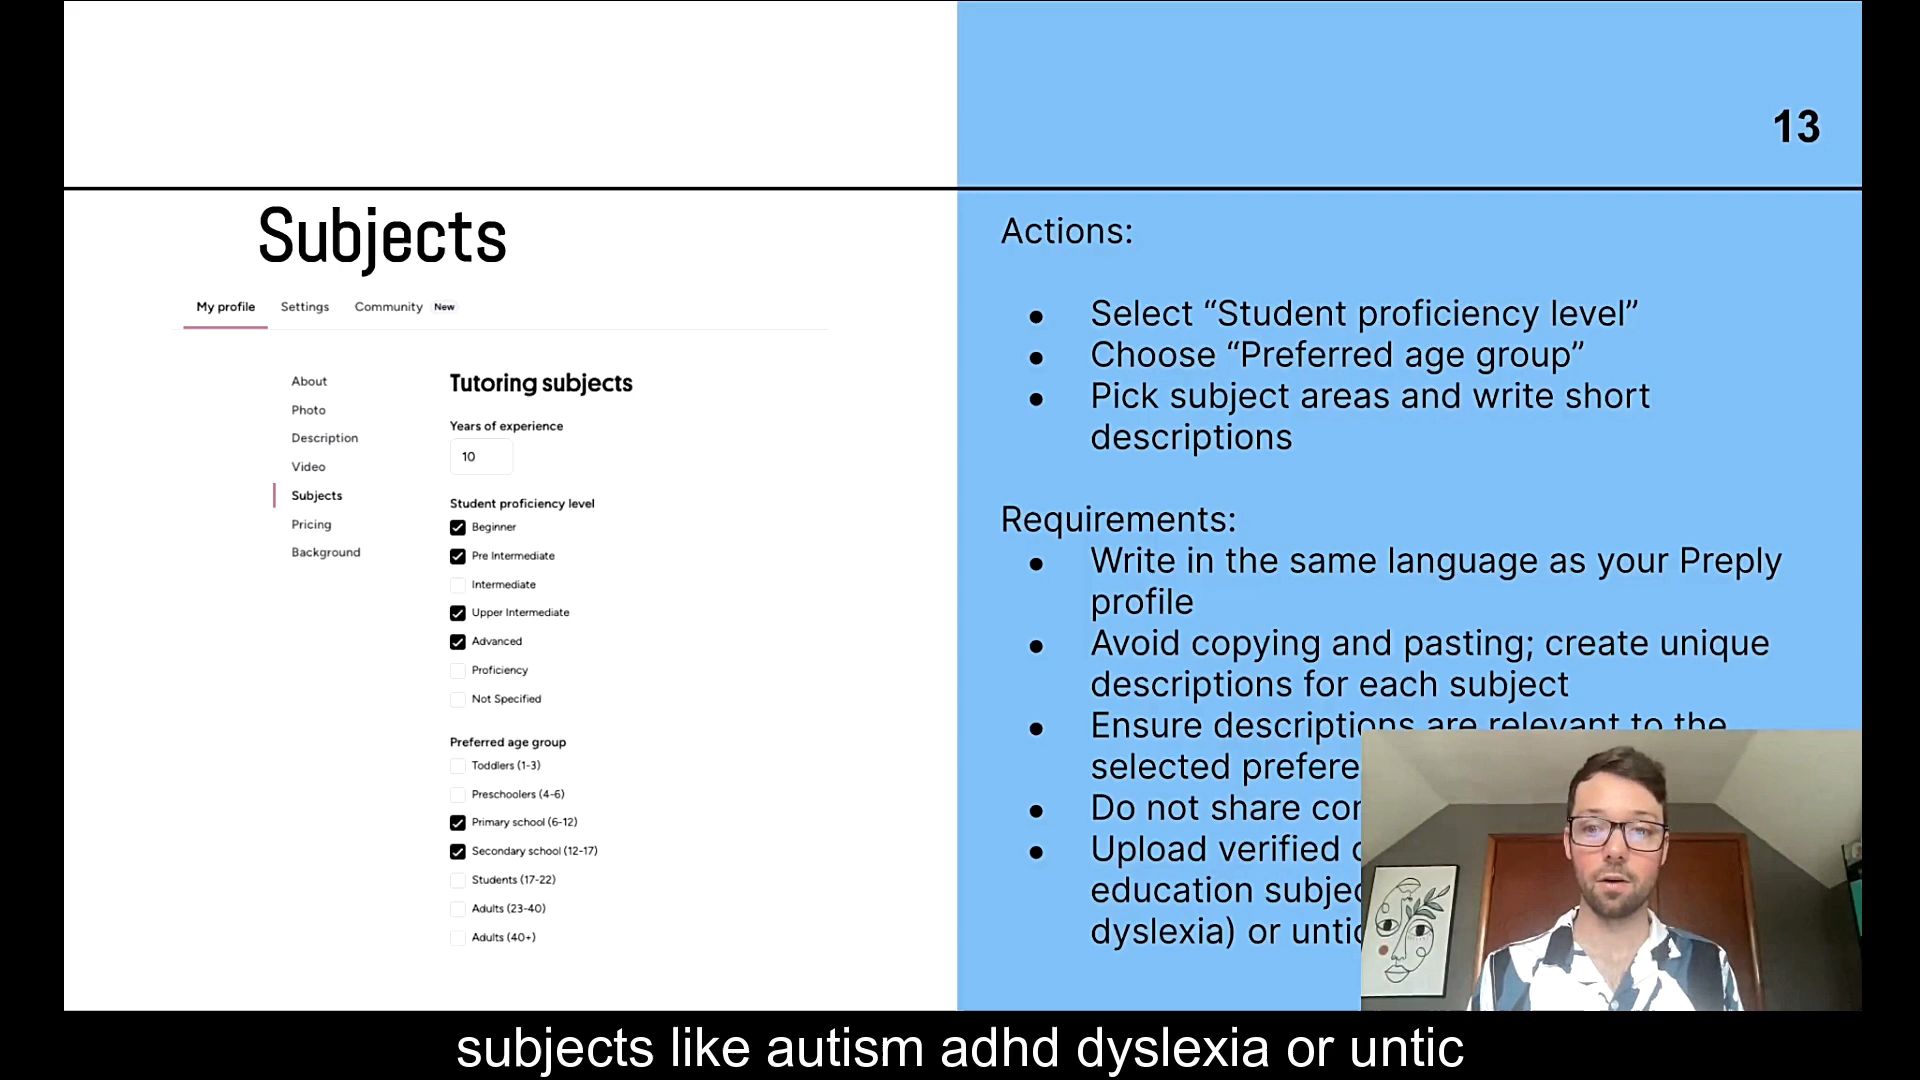 13
Subjects
My profile Settings Community New
About
Photo
Description
Video
Subjects
Pricing
Background
Tutoring subjects
Years of experience
10
Student proficiency level
Beginner
Pre Intermediate
Intermediate
Upper Intermediate
Advanced
Proficiency
Not Specified
Preferred age group
Toddlers (1-3)
Preschoolers (4-6)
Primary school (6-12)
Secondary school (12-17)
Students (17-22)
Adults (23-40)
Adults (40+)
Actions:
● Select “Student proficiency level”
● Choose “Preferred age group”
● Pick subject areas and write short
descriptions
Requirements:
● Write in the same language as your Preply
profile
● Avoid copying and pasting; create unique
descriptions for each subject
● Ensure descriptions are relevant to the
selected
● Do not share
● Upload verified
education
dyslexia) or
subjects like autism adhd dyslexia or untic